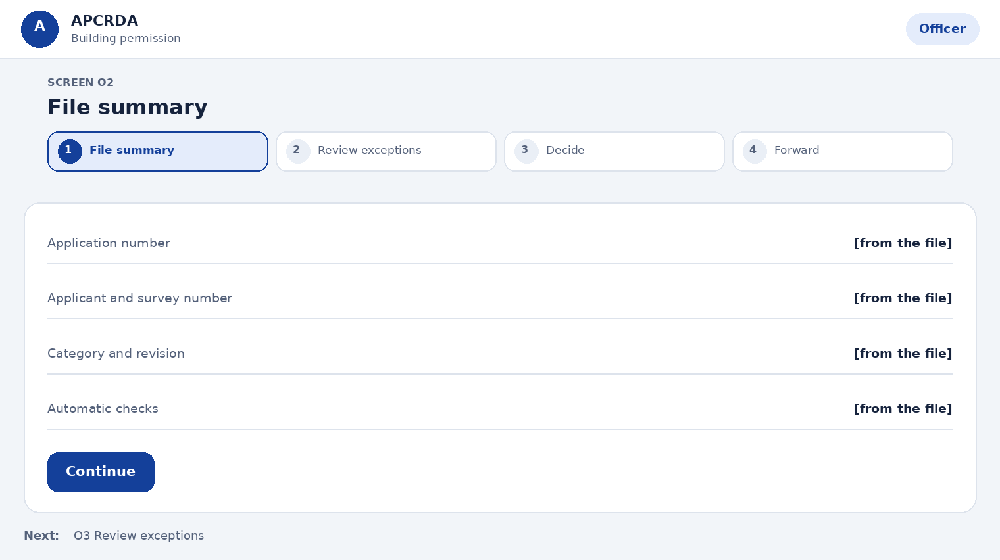 A
APCRDA
Building permission
Officer
SCREEN O2
File summary
1 File summary
2 Review exceptions
3 Decide
4 Forward
Application number [from the file]
Applicant and survey number [from the file]
Category and revision [from the file]
Automatic checks [from the file]
Continue
Next: O3 Review exceptions